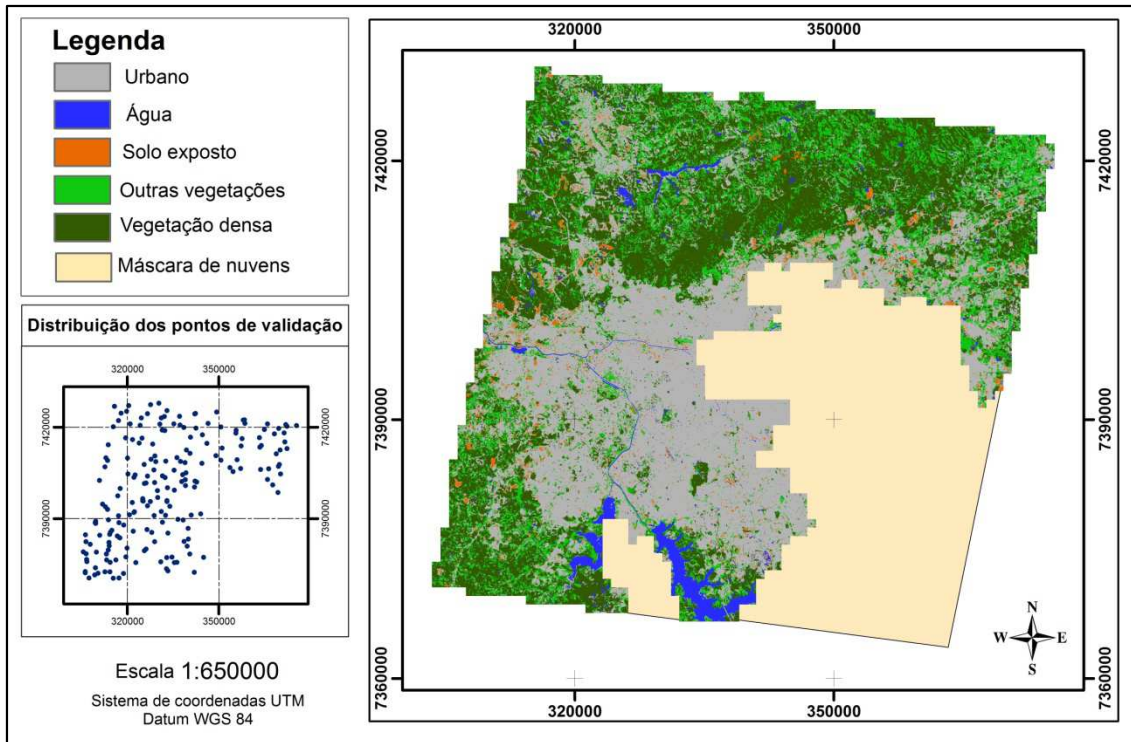 Legenda
Urbano
Água
Solo exposto
Outras vegetações
Vegetação densa
Máscara de nuvens
Distribuição dos pontos de validação
320000 350000
7420000 7420000
7390000 7390000
320000 350000
Escala 1:650000
Sistema de coordenadas UTM
Datum WGS 84
320000 350000
7420000 7420000
7390000 7390000
7360000 7360000
N
W E
S
320000 350000